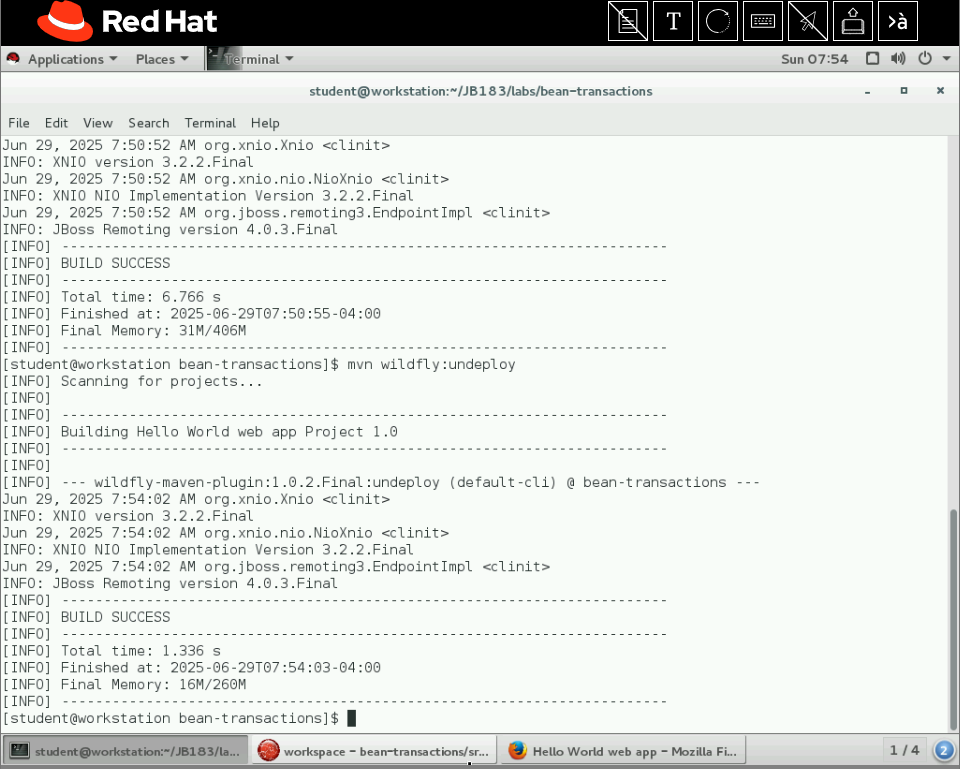 Red Hat
T
>à
Applications Places Terminal Sun 07:54
student@workstation:~/JB183/labs/bean-transactions
File Edit View Search Terminal Help
Jun 29, 2025 7:50:52 AM org.xnio.Xnio <clinit>
INFO: XNIO version 3.2.2.Final
Jun 29, 2025 7:50:52 AM org.xnio.nio.NioXnio <clinit>
INFO: XNIO NIO Implementation Version 3.2.2.Final
Jun 29, 2025 7:50:52 AM org.jboss.remoting3.EndpointImpl <clinit>
INFO: JBoss Remoting version 4.0.3.Final
[INFO] ------------------------------------------------------------------------
[INFO] BUILD SUCCESS
[INFO] ------------------------------------------------------------------------
[INFO] Total time: 6.766 s
[INFO] Finished at: 2025-06-29T07:50:55-04:00
[INFO] Final Memory: 31M/406M
[INFO] ------------------------------------------------------------------------
[student@workstation bean-transactions]$ mvn wildfly:undeploy
[INFO] Scanning for projects...
[INFO]
[INFO] ------------------------------------------------------------------------
[INFO] Building Hello World web app Project 1.0
[INFO] ------------------------------------------------------------------------
[INFO]
[INFO] --- wildfly-maven-plugin:1.0.2.Final:undeploy (default-cli) @ bean-transactions ---
Jun 29, 2025 7:54:02 AM org.xnio.Xnio <clinit>
INFO: XNIO version 3.2.2.Final
Jun 29, 2025 7:54:02 AM org.xnio.nio.NioXnio <clinit>
INFO: XNIO NIO Implementation Version 3.2.2.Final
Jun 29, 2025 7:54:02 AM org.jboss.remoting3.EndpointImpl <clinit>
INFO: JBoss Remoting version 4.0.3.Final
[INFO] ------------------------------------------------------------------------
[INFO] BUILD SUCCESS
[INFO] ------------------------------------------------------------------------
[INFO] Total time: 1.336 s
[INFO] Finished at: 2025-06-29T07:54:03-04:00
[INFO] Final Memory: 16M/260M
[INFO] ------------------------------------------------------------------------
[student@workstation bean-transactions]$
student@workstation:~/JB183/la... workspace - bean-transactions/sr... Hello World web app - Mozilla Fi... 1 / 4 2